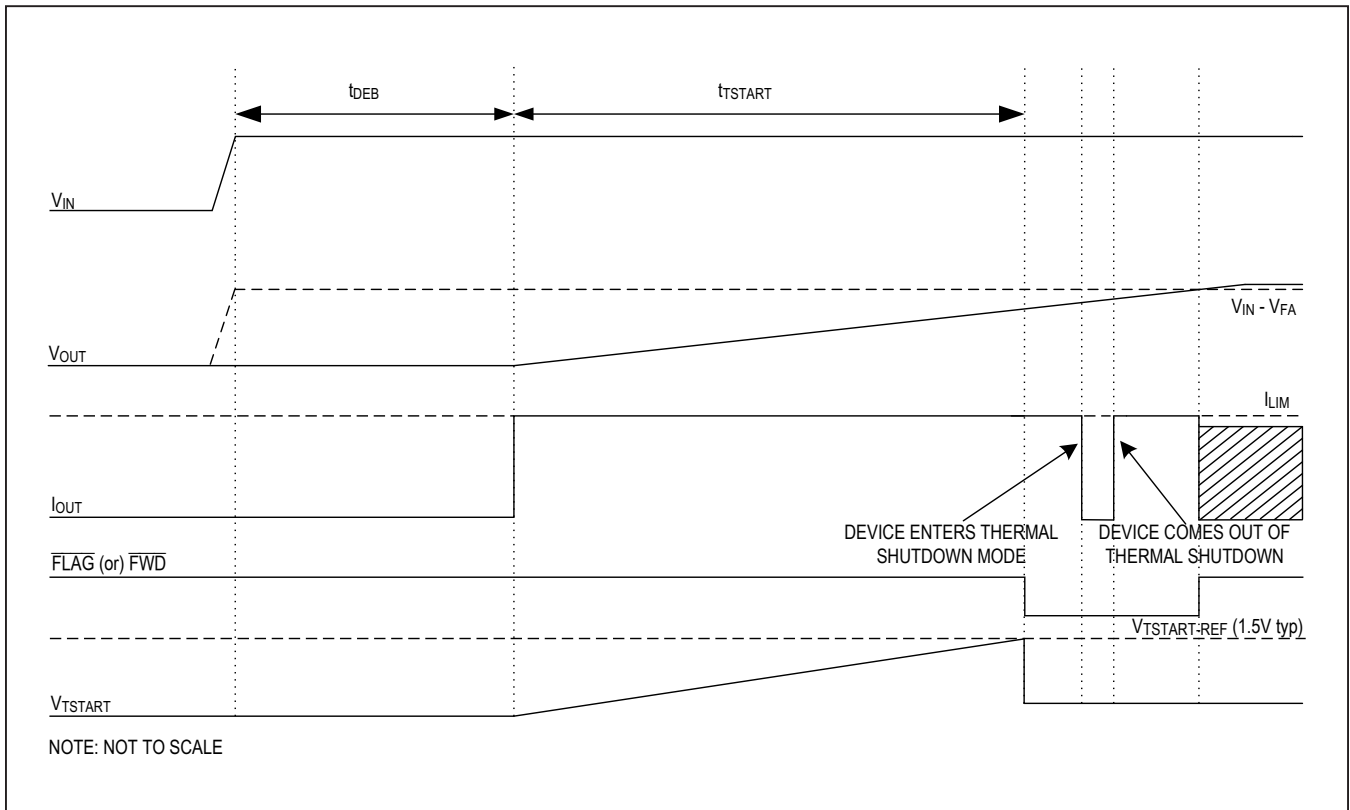 tDEB
tTSTART
VIN
VIN - VFA
VOUT
ILIM
IOUT
DEVICE ENTERS THERMAL
SHUTDOWN MODE
DEVICE COMES OUT OF
THERMAL SHUTDOWN
FLAG (or) FWD
VTSTART-REF (1.5V typ)
VTSTART
NOTE: NOT TO SCALE